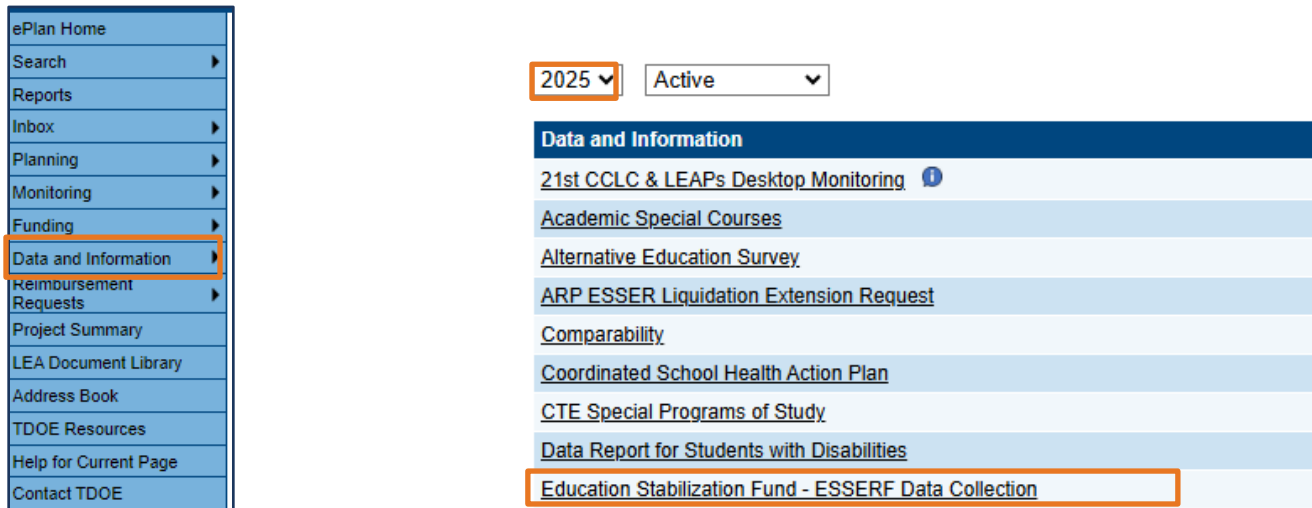 ePlan Home
Search
Reports
Inbox
Planning
Monitoring
Funding
Data and Information
Reimbursement
Requests
Project Summary
LEA Document Library
Address Book
TDOE Resources
Help for Current Page
Contact TDOE
2025 Active
Data and Information
21st CCLC & LEAPs Desktop Monitoring
Academic Special Courses
Alternative Education Survey
ARP ESSER Liquidation Extension Request
Comparability
Coordinated School Health Action Plan
CTE Special Programs of Study
Data Report for Students with Disabilities
Education Stabilization Fund - ESSERF Data Collection